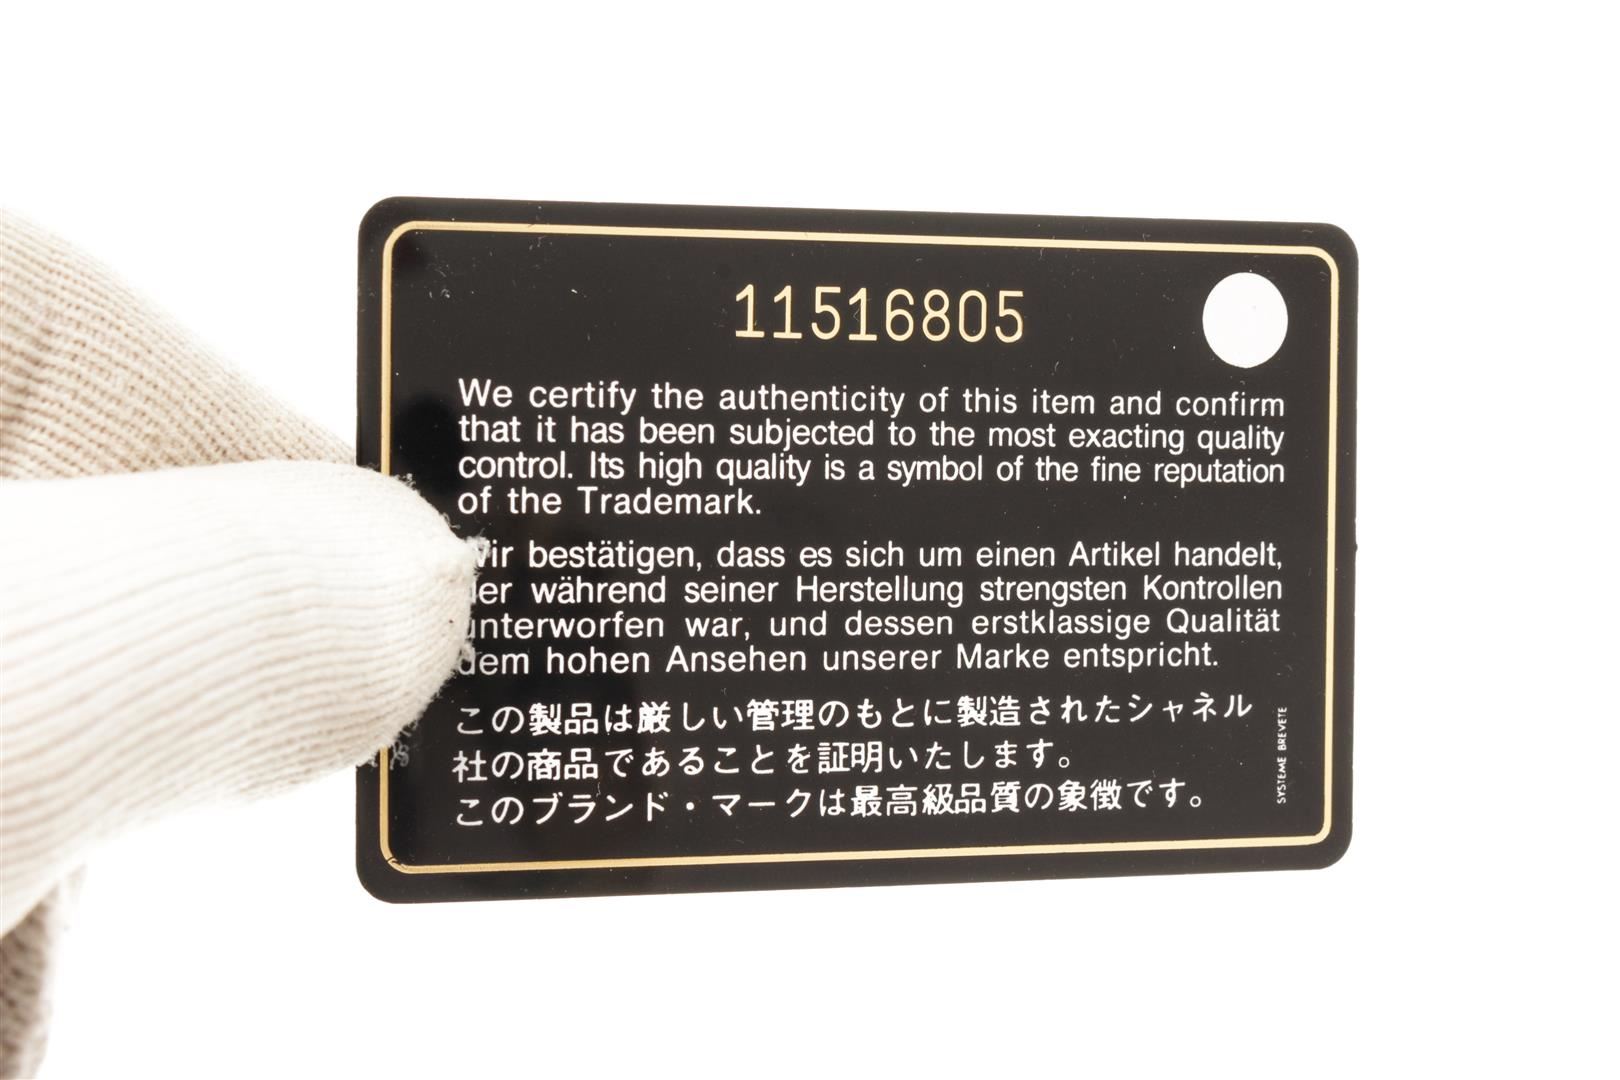 11516805
We certify the authenticity of this item and confirm
that it has been subjected to the most exacting quality
control. Its high quality is a symbol of the fine reputation
of the Trademark.
Wir bestätigen, dass es sich um einen Artikel handelt,
der während seiner Herstellung strengsten Kontrollen
unterworfen war, und dessen erstklassige Qualität
dem hohen Ansehen unserer Marke entspricht.
この製品は厳しい管理のもとに製造されたシャネル
社の商品であることを証明いたします。
このブランド・マークは最高級品質の象徴です。
SYSTEME BREVETE